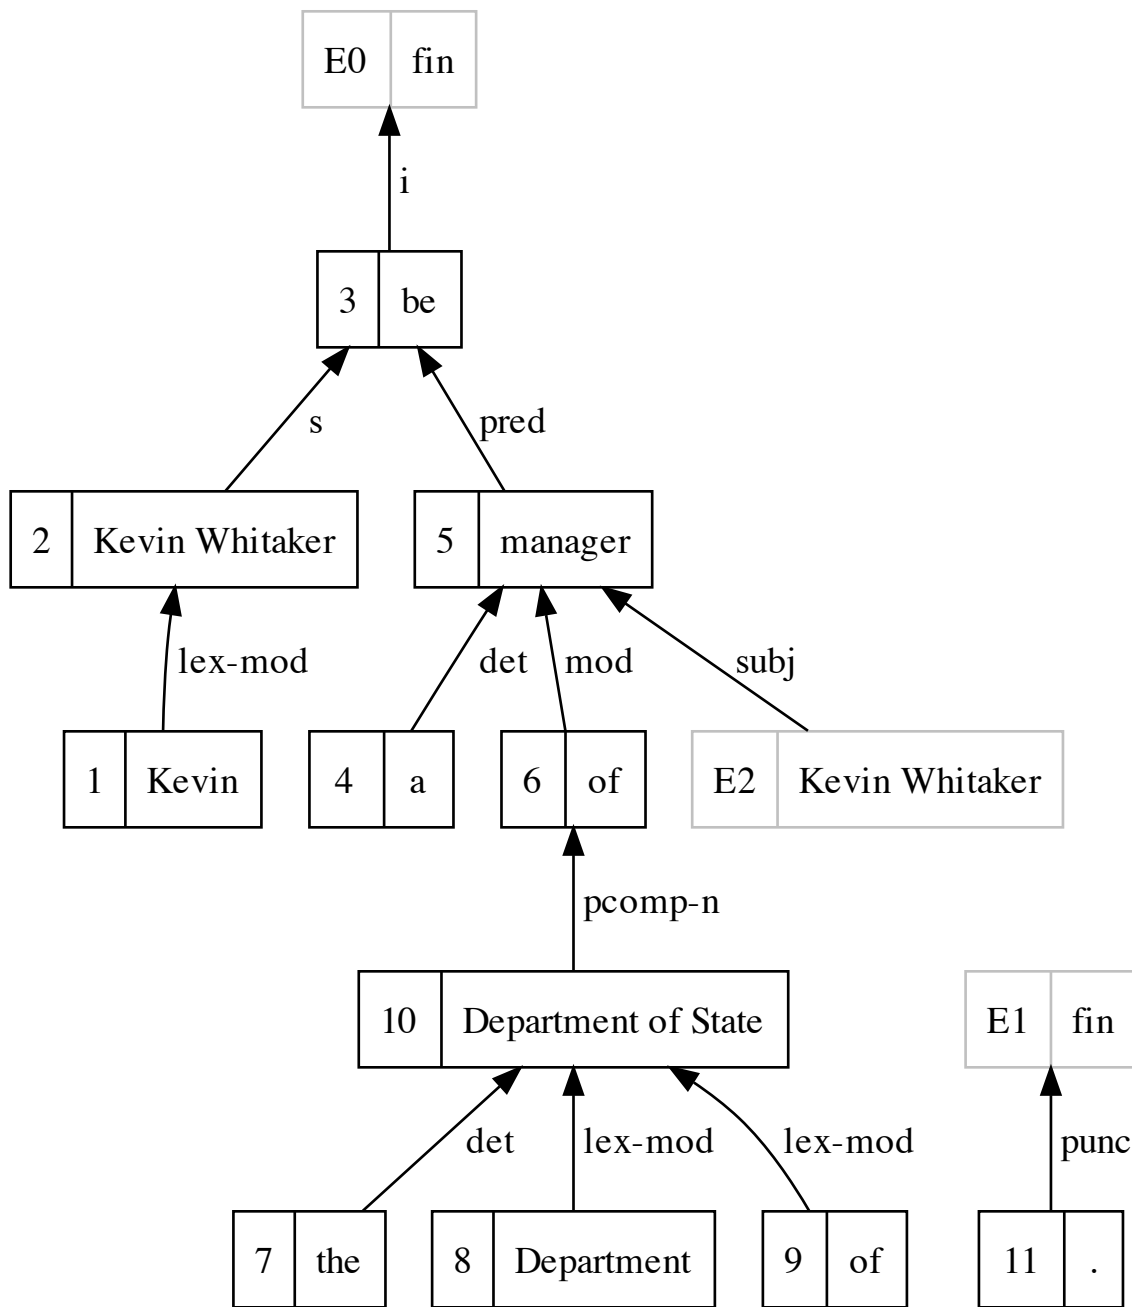 E0 fin
i
3 be
s pred
2 Kevin Whitaker 5 manager
lex-mod det mod subj
1 Kevin 4 a 6 of E2 Kevin Whitaker
pcomp-n
10 Department of State E1 fin
det lex-mod lex-mod punc
7 the 8 Department 9 of 11 .